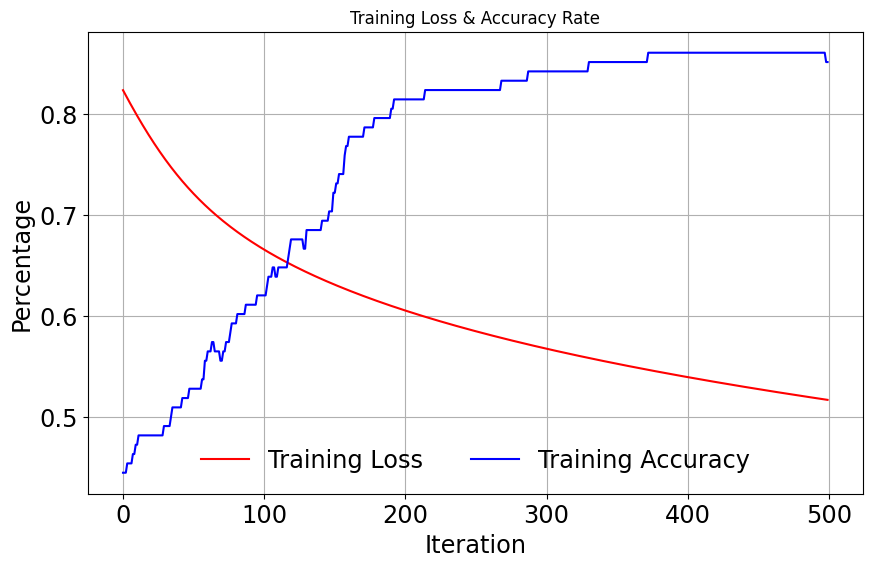 Training Loss & Accuracy Rate
0.8
0.7
0.6
0.5
Percentage
Training Loss Training Accuracy
0 100 200 300 400 500
Iteration